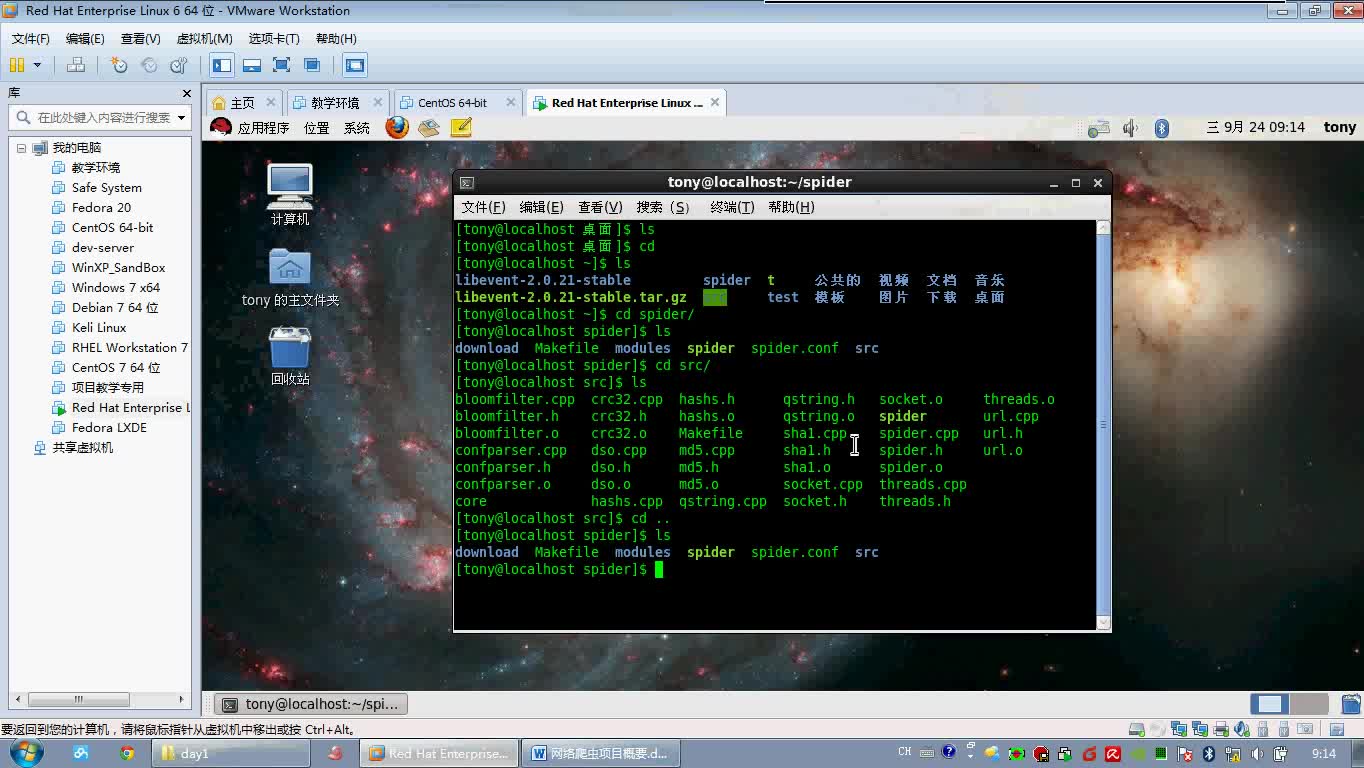 Red Hat Enterprise Linux 6 64 位 - VMware Workstation
文件(F) 编辑(E) 查看(V) 虚拟机(M) 选项卡(T) 帮助(H)
库
在此处键入内容进行搜索
我的电脑
教学环境
Safe System
Fedora 20
CentOS 64-bit
dev-server
WinXP_SandBox
Windows 7 x64
Debian 7 64 位
Keli Linux
RHEL Workstation 7
CentOS 7 64 位
项目教学专用
Red Hat Enterprise L
Fedora LXDE
共享虚拟机
主页 教学环境 CentOS 64-bit Red Hat Enterprise Linux ...
应用程序 位置 系统 三 9月 24 09:14 tony
计算机
tony 的主文件夹
回收站
tony@localhost:~/spider
文件(F) 编辑(E) 查看(V) 搜索 (S) 终端(T) 帮助(H)
[tony@localhost 桌面]$ ls
[tony@localhost 桌面]$ cd
[tony@localhost ~]$ ls
libevent-2.0.21-stable spider t 公共的 视频 文档 音乐
libevent-2.0.21-stable.tar.gz test 模板 图片 下载 桌面
[tony@localhost ~]$ cd spider/
[tony@localhost spider]$ ls
download Makefile modules spider spider.conf src
[tony@localhost spider]$ cd src/
[tony@localhost src]$ ls
bloomfilter.cpp crc32.cpp hashs.h qstring.h socket.o threads.o
bloomfilter.h crc32.h hashs.o qstring.o spider url.cpp
bloomfilter.o crc32.o Makefile sha1.cpp spider.cpp url.h
confparser.cpp dso.cpp md5.cpp sha1.h spider.h url.o
confparser.h dso.h md5.h sha1.o spider.o
confparser.o dso.o md5.o socket.cpp threads.cpp
core hashs.cpp qstring.cpp socket.h threads.h
[tony@localhost src]$ cd ..
[tony@localhost spider]$ ls
download Makefile modules spider spider.conf src
[tony@localhost spider]$
tony@localhost:~/spi...
要返回到您的计算机，请将鼠标指针从虚拟机中移出或按 Ctrl+Alt。
day1 Red Hat Enterprise... 网络爬虫项目概要.d... CH 9:14